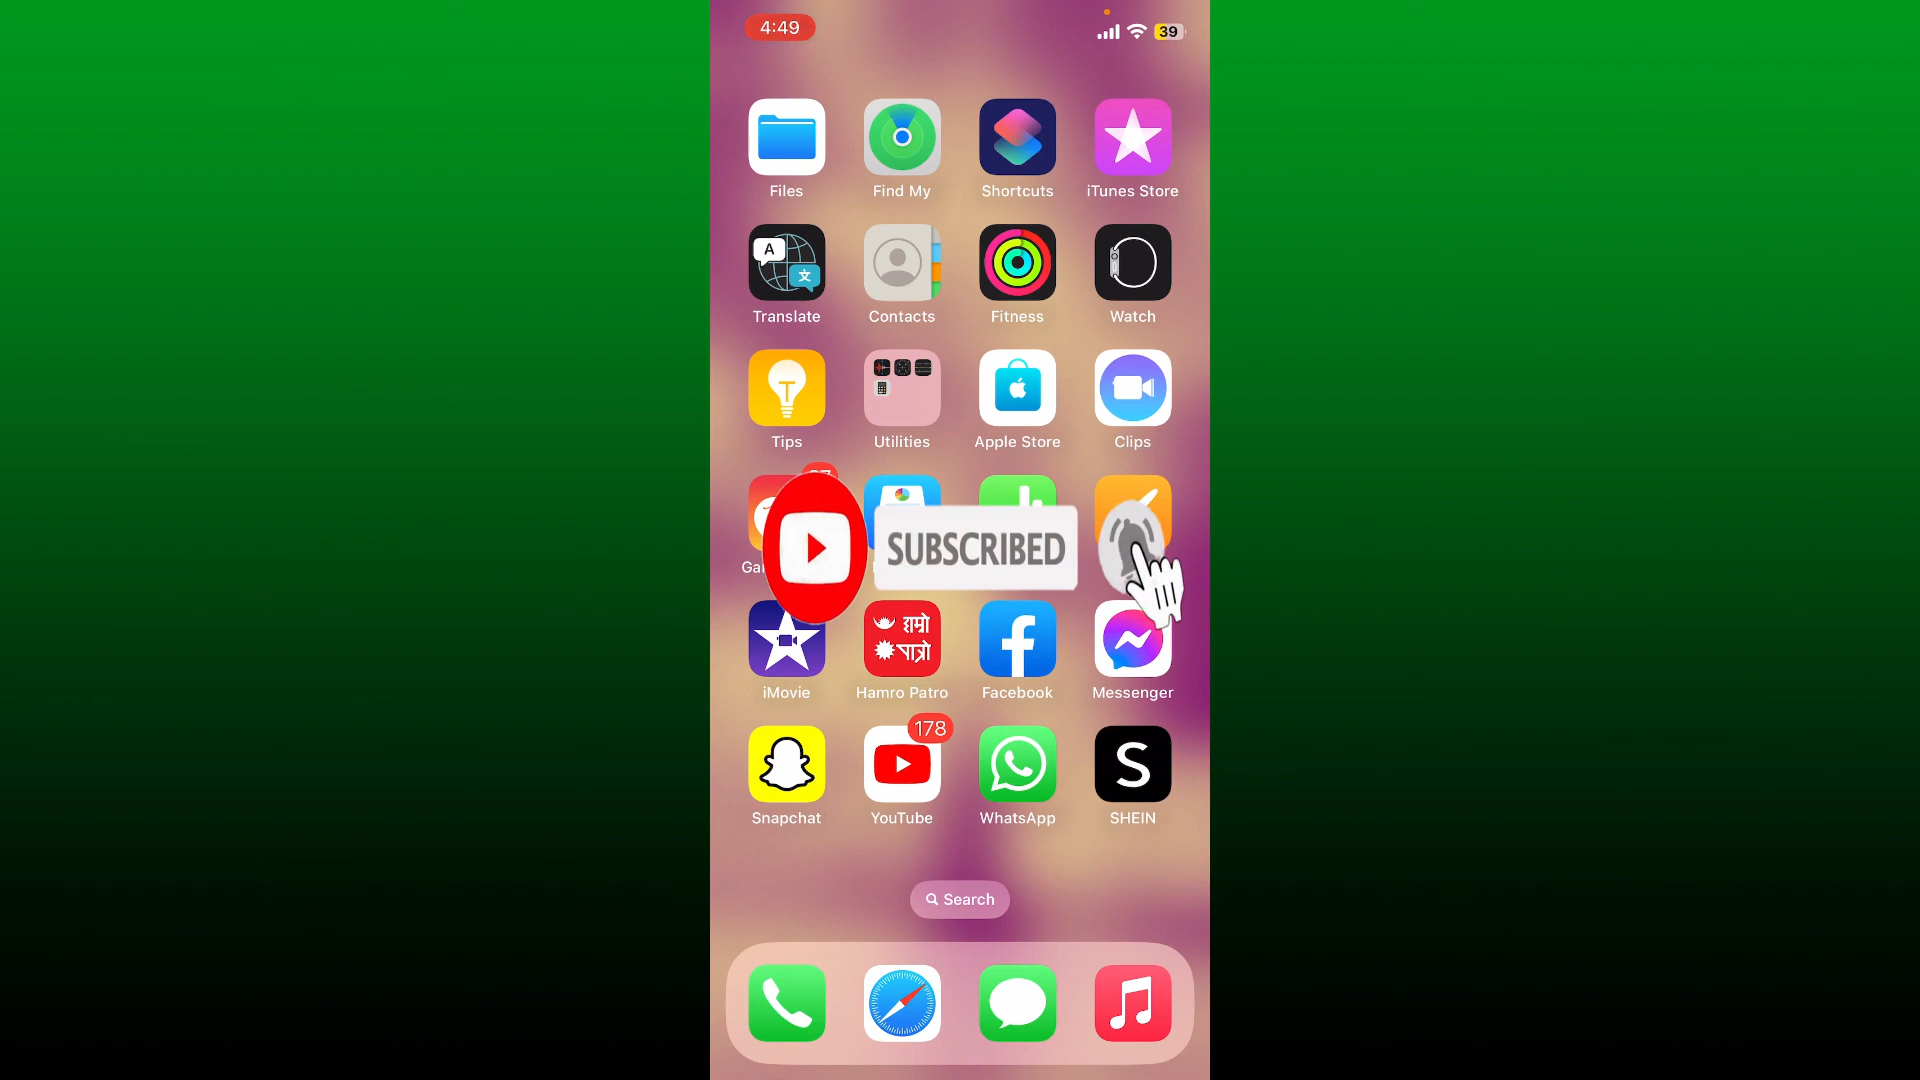 4:49
39
Files Find My Shortcuts iTunes Store
A
文
Translate Contacts Fitness Watch
Tips Utilities Apple Store Clips
SUBSCRIBED
हाम्रो
पात्रो
iMovie Hamro Patro Facebook Messenger
178
S
Snapchat YouTube WhatsApp SHEIN
Search